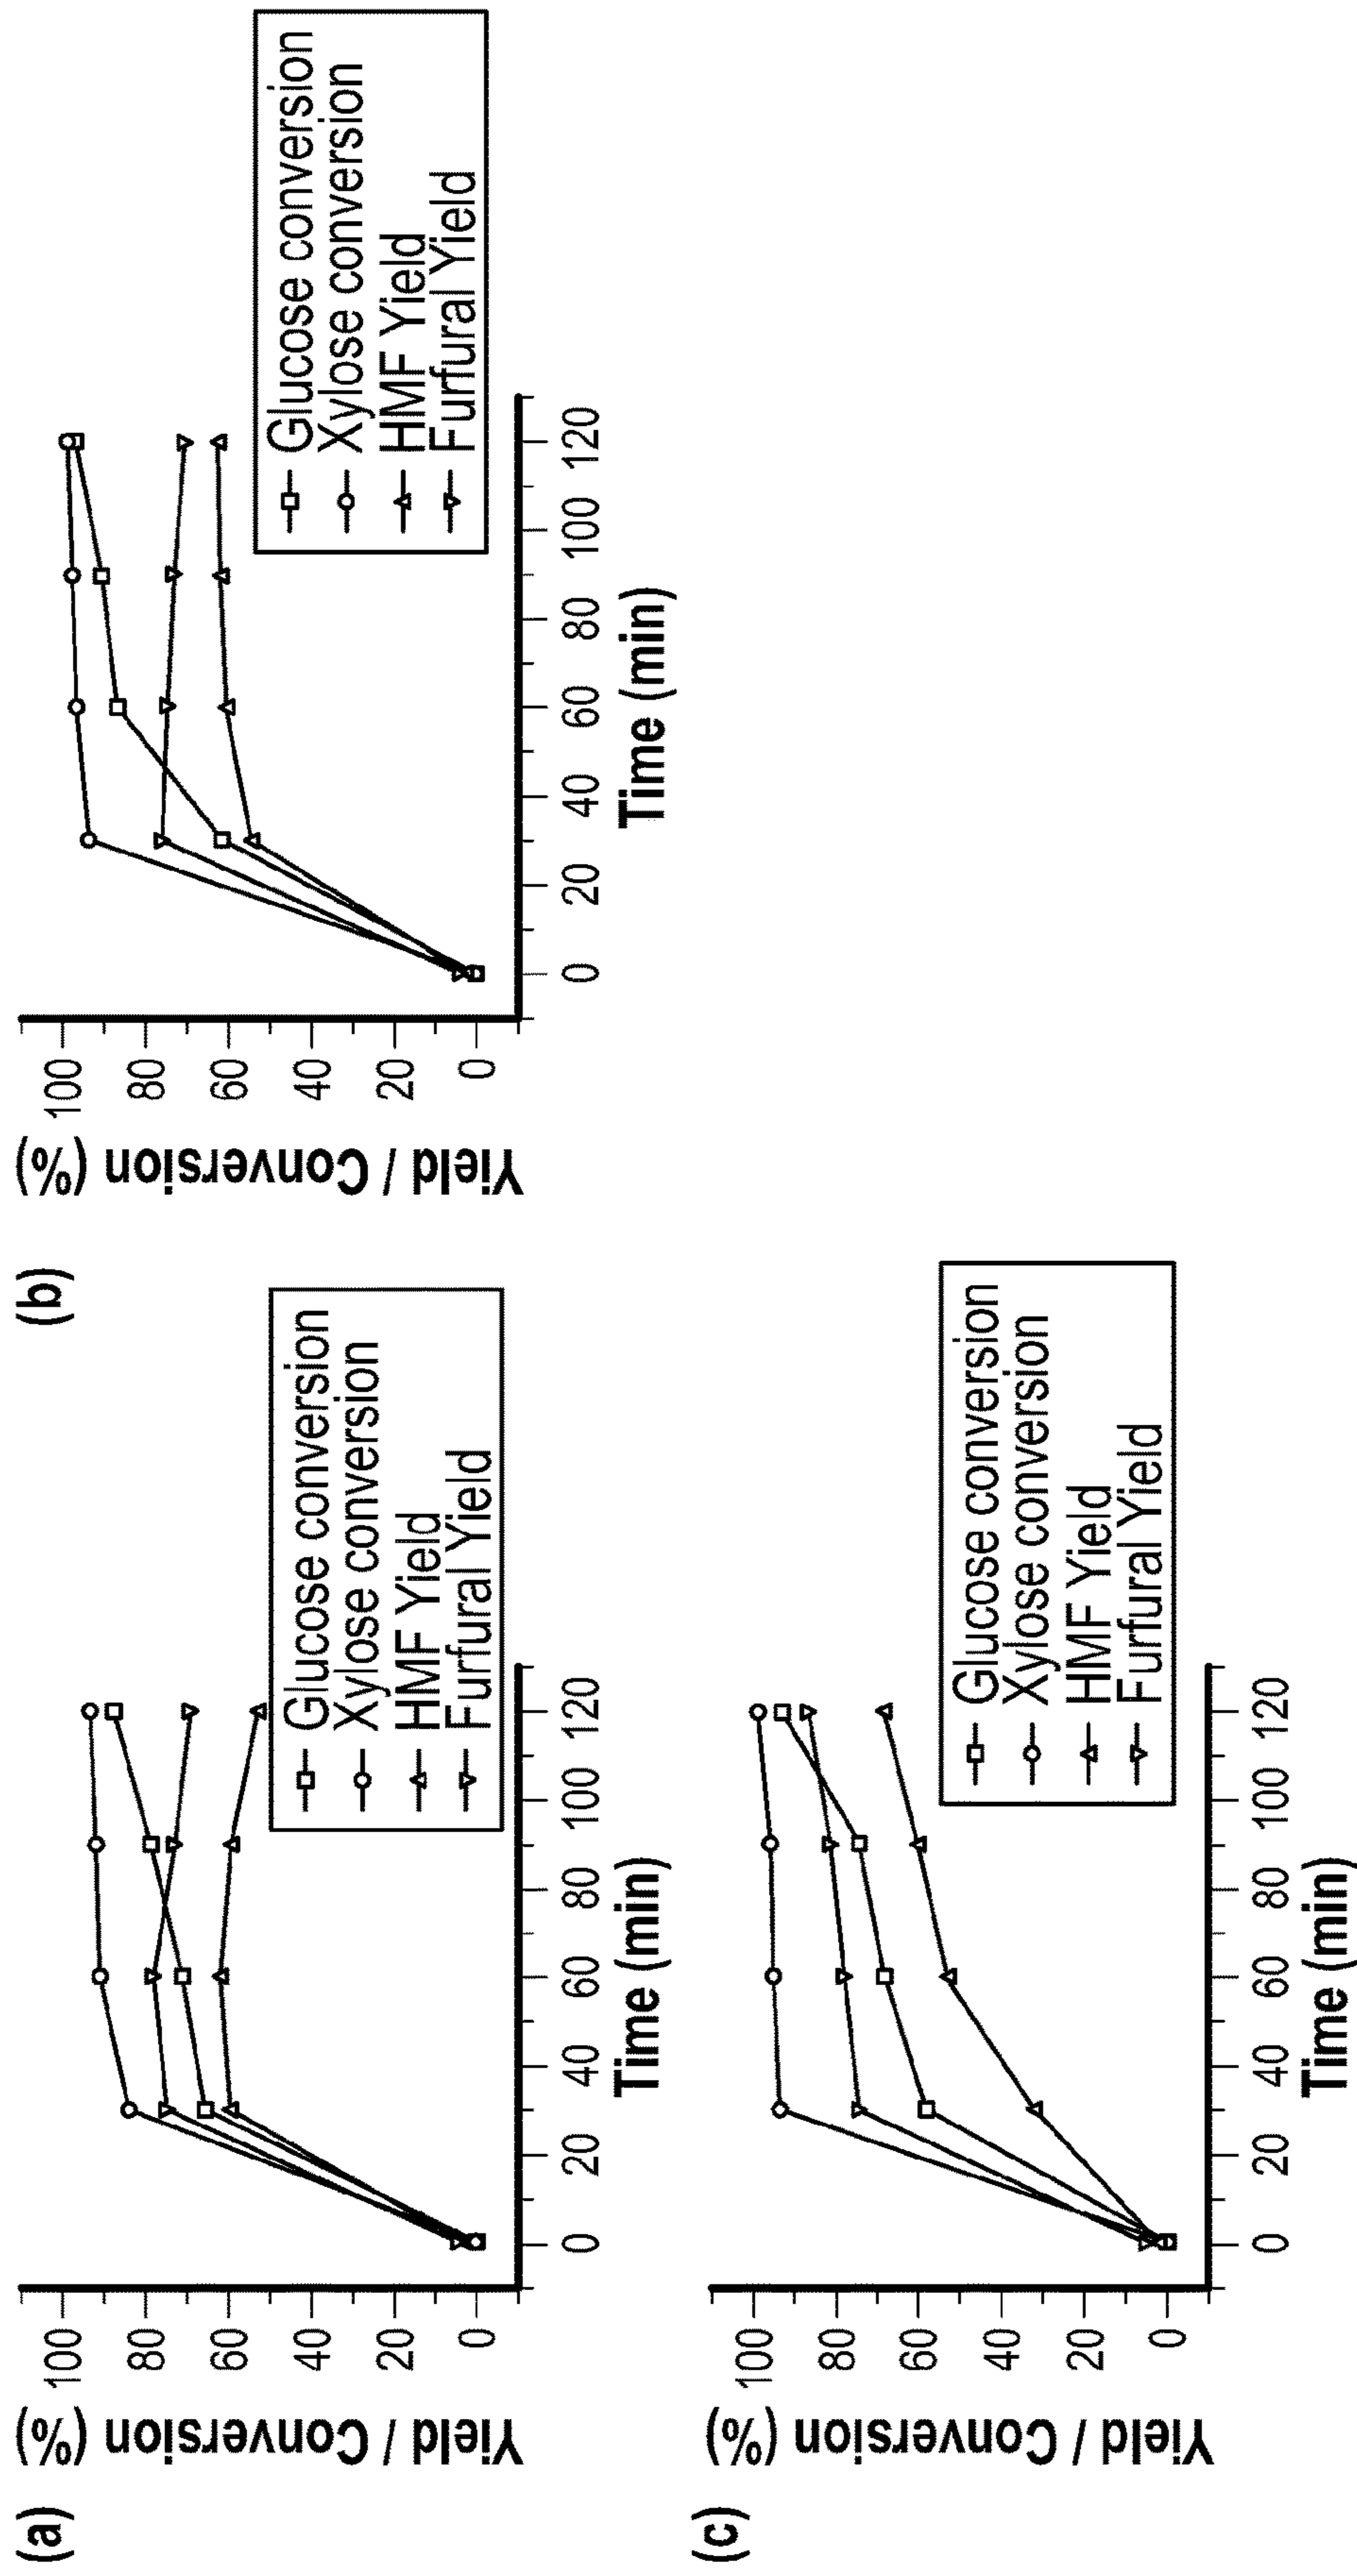 (a)
Yield / Conversion (%)
100
80
60
40
20
0
0 20 40 60 80 100 120
Time (min)
Glucose conversion
Xylose conversion
HMF Yield
Furfural Yield
(b)
Yield / Conversion (%)
100
80
60
40
20
0
0 20 40 60 80 100 120
Time (min)
Glucose conversion
Xylose conversion
HMF Yield
Furfural Yield
(c)
Yield / Conversion (%)
100
80
60
40
20
0
0 20 40 60 80 100 120
Time (min)
Glucose conversion
Xylose conversion
HMF Yield
Furfural Yield